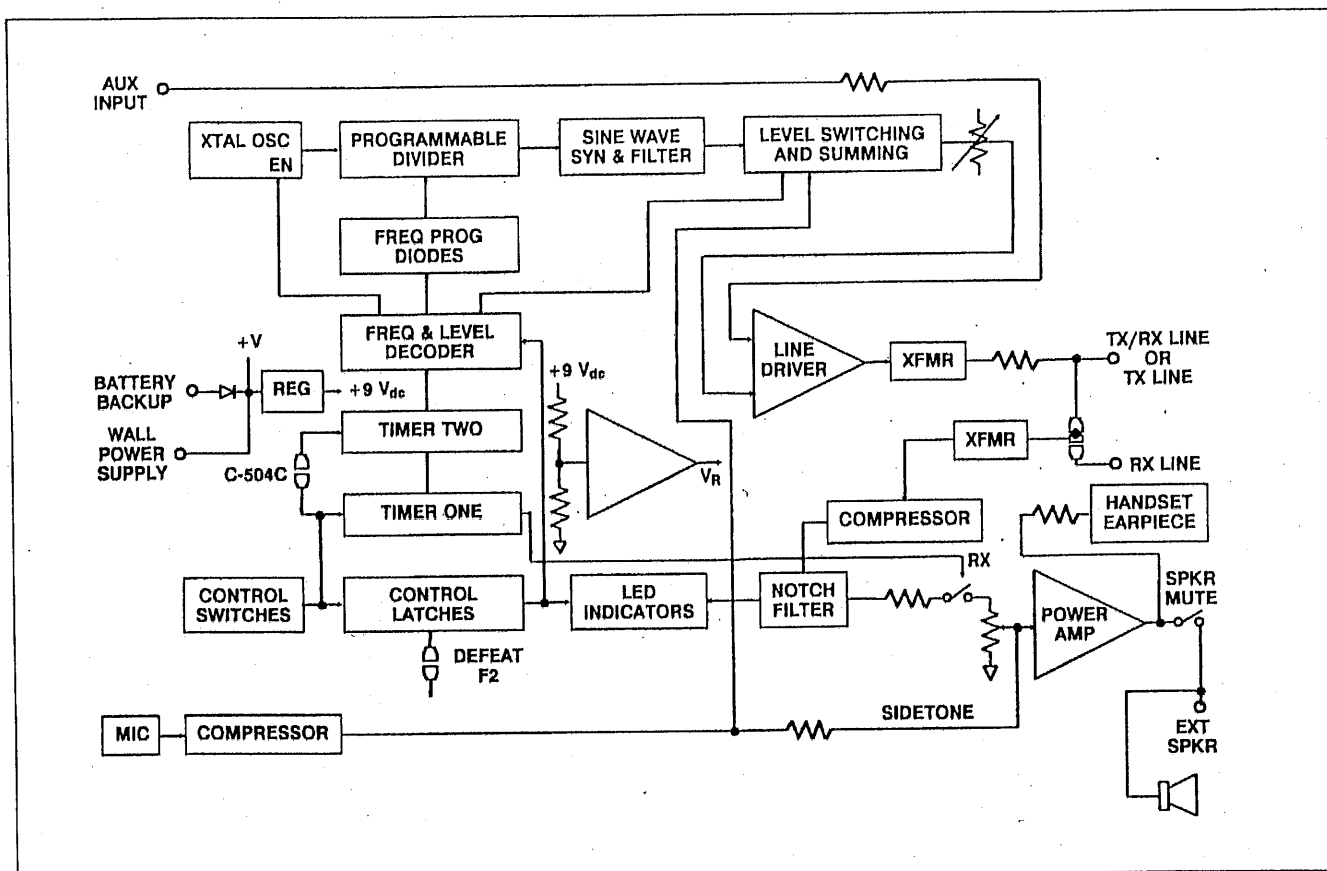 AUX
INPUT
XTAL OSC
EN
PROGRAMMABLE
DIVIDER
SINE WAVE
SYN & FILTER
LEVEL SWITCHING
AND SUMMING
FREQ PROG
DIODES
FREQ & LEVEL
DECODER
+V
BATTERY
BACKUP
REG
+9 Vdc
WALL
POWER
SUPPLY
C-504C
TIMER TWO
TIMER ONE
+9 Vdc
VR
LINE
DRIVER
XFMR
TX/RX LINE
OR
TX LINE
XFMR
RX LINE
COMPRESSOR
HANDSET
EARPIECE
RX
CONTROL
SWITCHES
CONTROL
LATCHES
LED
INDICATORS
NOTCH
FILTER
POWER
AMP
SPKR
MUTE
DEFEAT
F2
MIC
COMPRESSOR
SIDETONE
EXT
SPKR